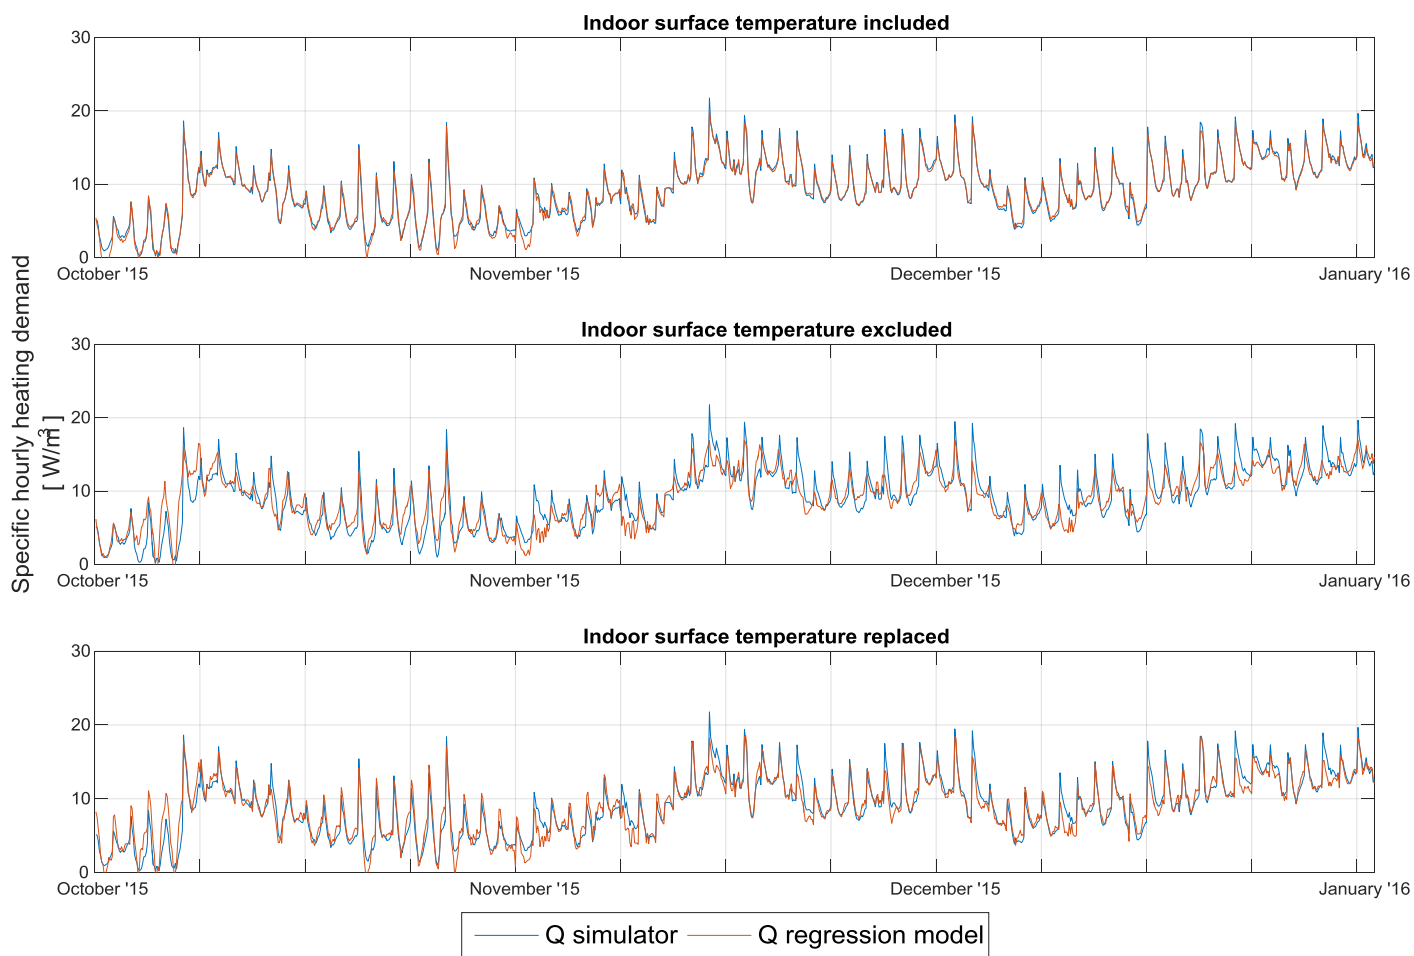 Indoor surface temperature included
30
20
10
0
October '15 November '15 December '15 January '16
Specific hourly heating demand
[ W/m³ ]
Indoor surface temperature excluded
30
20
10
0
October '15 November '15 December '15 January '16
Indoor surface temperature replaced
30
20
10
0
October '15 November '15 December '15 January '16
Q simulator Q regression model